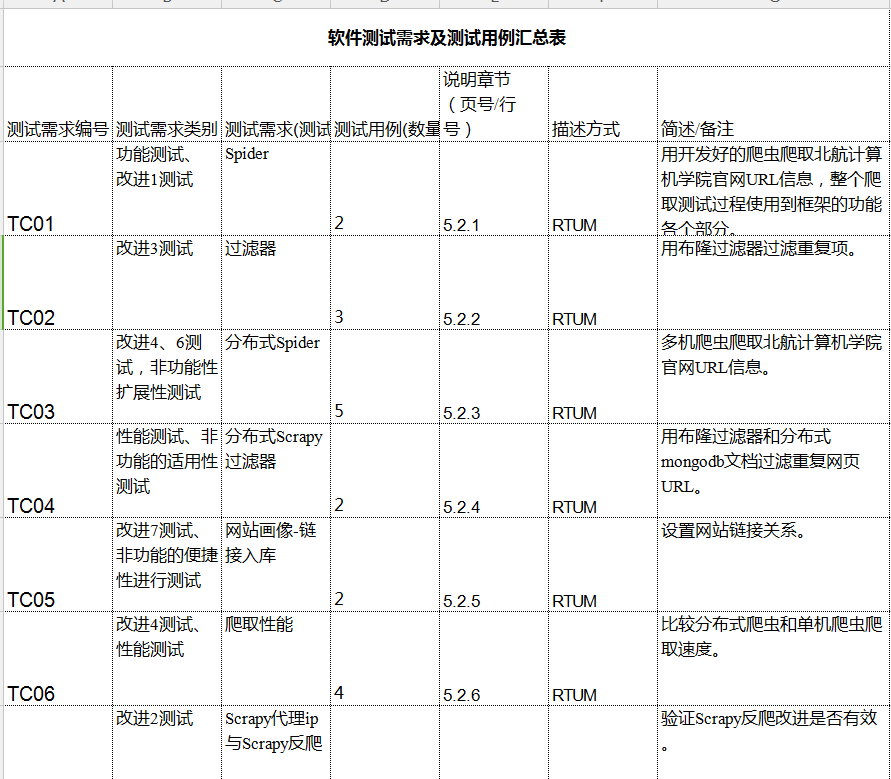 软件测试需求及测试用例汇总表
说明章节
（页号/行
测试需求编号 测试需求类别 测试需求(测试 测试用例(数量 号） 描述方式 简述/备注
功能测试、 Spider 用开发好的爬虫爬取北航计算
改进1测试 机学院官网URL信息，整个爬
取测试过程使用到框架的功能
TC01 2 5.2.1 RTUM 各个部分。
改进3测试 过滤器 用布隆过滤器过滤重复项。
TC02 3 5.2.2 RTUM
改进4、6测 分布式Spider 多机爬虫爬取北航计算机学院
试，非功能性 官网URL信息。
扩展性测试
TC03 5 5.2.3 RTUM
性能测试、非 分布式Scrapy 用布隆过滤器和分布式
功能的适用性 过滤器 mongodb文档过滤重复网页
测试 URL。
TC04 2 5.2.4 RTUM
改进7测试、 网站画像-链 设置网站链接关系。
非功能的便捷 接入库
性进行测试
TC05 2 5.2.5 RTUM
改进4测试、 爬取性能 比较分布式爬虫和单机爬虫爬
性能测试 取速度。
TC06 4 5.2.6 RTUM
改进2测试 Scrapy代理ip 验证Scrapy反爬改进是否有效
与Scrapy反爬 。